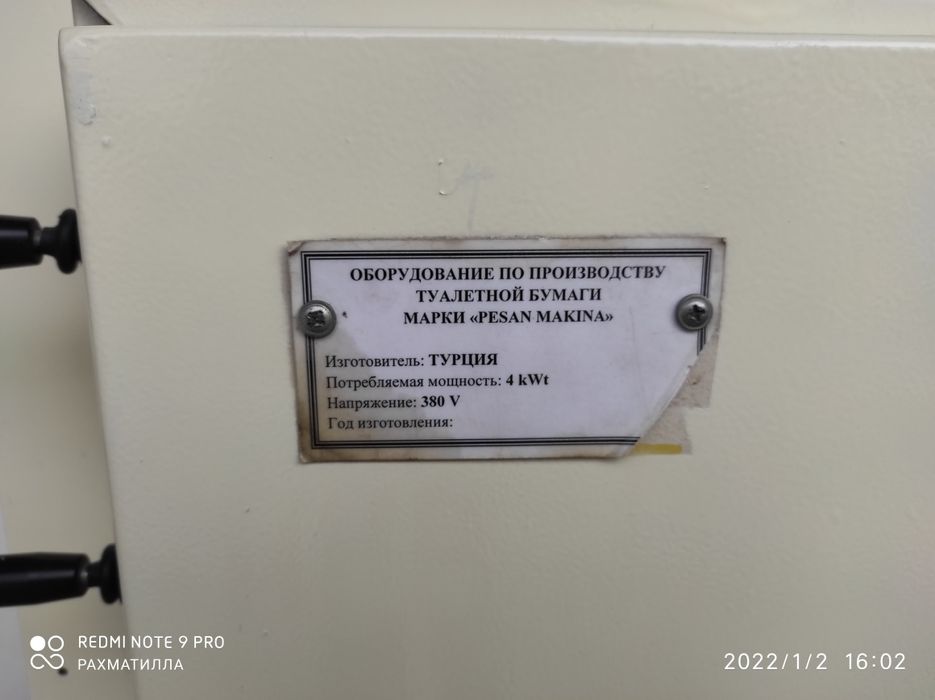 ОБОРУДОВАНИЕ ПО ПРОИЗВОДСТВУ
ТУАЛЕТНОЙ БУМАГИ
МАРКИ «PESAN MAKINA»
Изготовитель: ТУРЦИЯ
Потребляемая мощность: 4 kWt
Напряжение: 380 V
Год изготовления:
REDMI NOTE 9 PRO
РАХМАТИЛЛА
2022/1/2 16:02